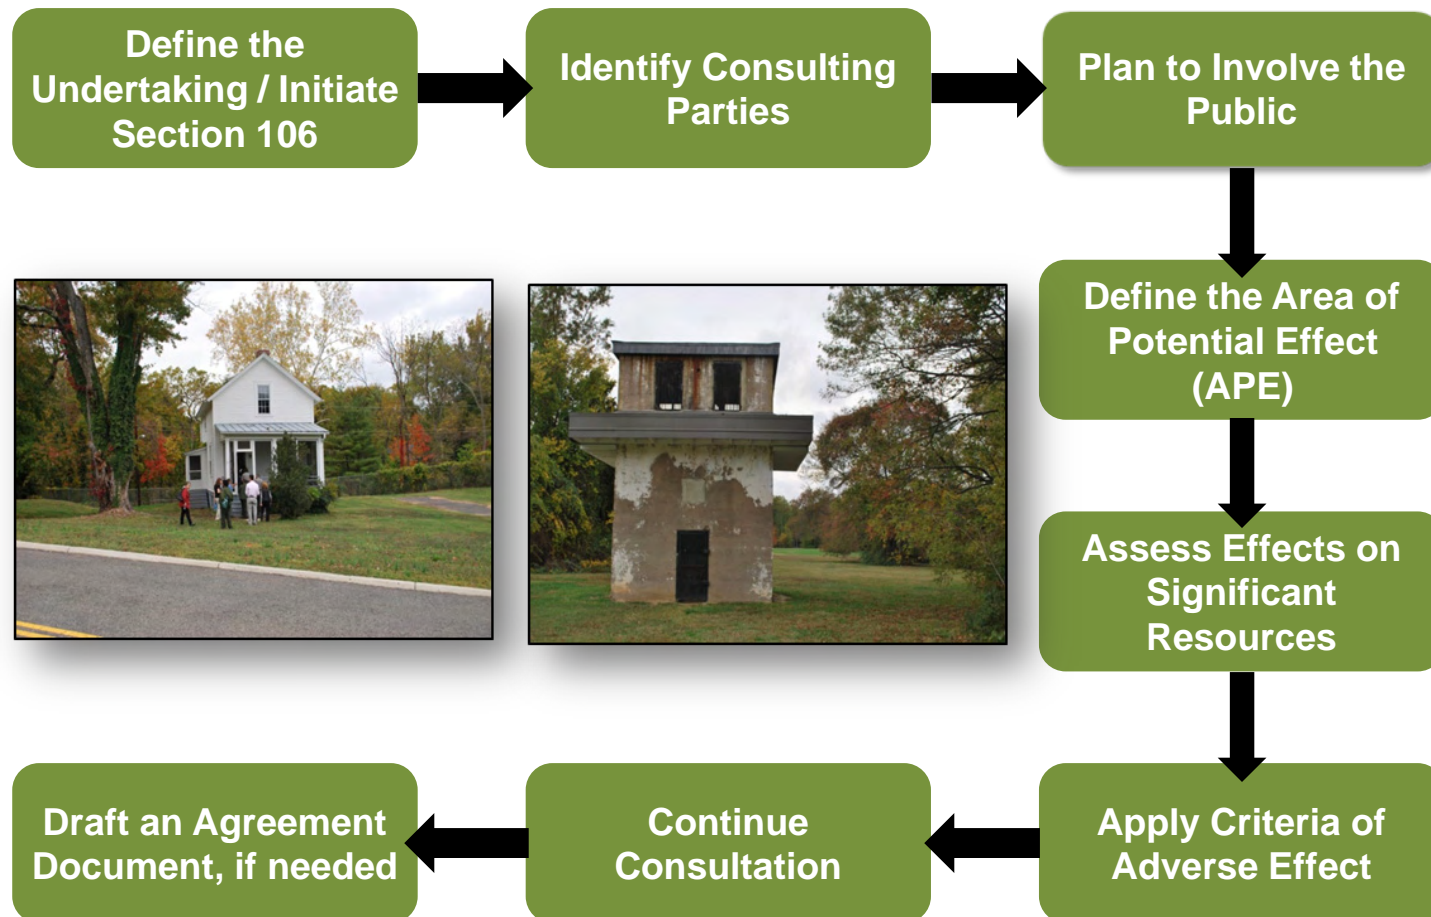 Define the
Undertaking / Initiate
Section 106
Identify Consulting
Parties
Plan to Involve the
Public
Define the Area of
Potential Effect
(APE)
Assess Effects on
Significant
Resources
Apply Criteria of
Adverse Effect
Continue
Consultation
Draft an Agreement
Document, if needed